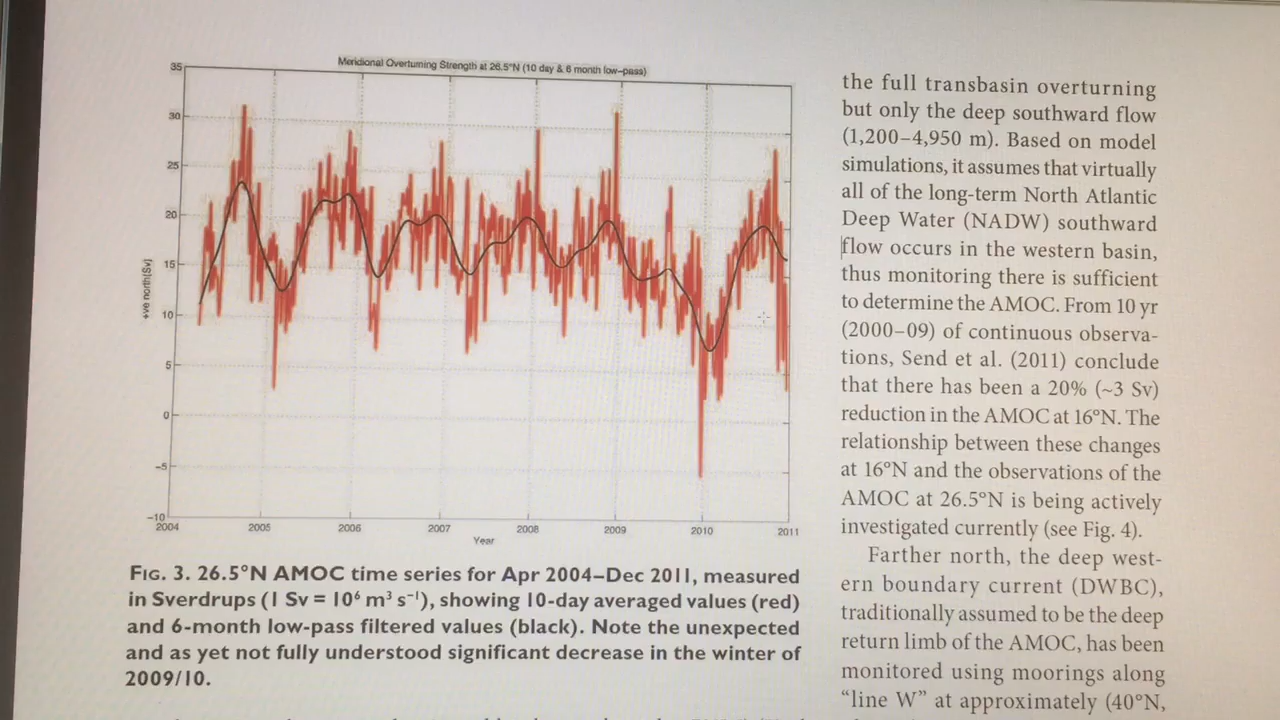 Meridional Overturning Strength at 26.5°N (10 day & 6 month low-pass)
35
30
25
20
15
10
5
0
-5
-10
+ve north(Sv)
2004 2005 2006 2007 2008 2009 2010 2011
Year
FIG. 3. 26.5°N AMOC time series for Apr 2004–Dec 2011, measured
in Sverdrups (1 Sv = 10⁶ m³ s⁻¹), showing 10-day averaged values (red)
and 6-month low-pass filtered values (black). Note the unexpected
and as yet not fully understood significant decrease in the winter of
2009/10.
the full transbasin overturning
but only the deep southward flow
(1,200–4,950 m). Based on model
simulations, it assumes that virtually
all of the long-term North Atlantic
Deep Water (NADW) southward
flow occurs in the western basin,
thus monitoring there is sufficient
to determine the AMOC. From 10 yr
(2000–09) of continuous observa-
tions, Send et al. (2011) conclude
that there has been a 20% (~3 Sv)
reduction in the AMOC at 16°N. The
relationship between these changes
at 16°N and the observations of the
AMOC at 26.5°N is being actively
investigated currently (see Fig. 4).
Farther north, the deep west-
ern boundary current (DWBC),
traditionally assumed to be the deep
return limb of the AMOC, has been
monitored using moorings along
“line W” at approximately (40°N,